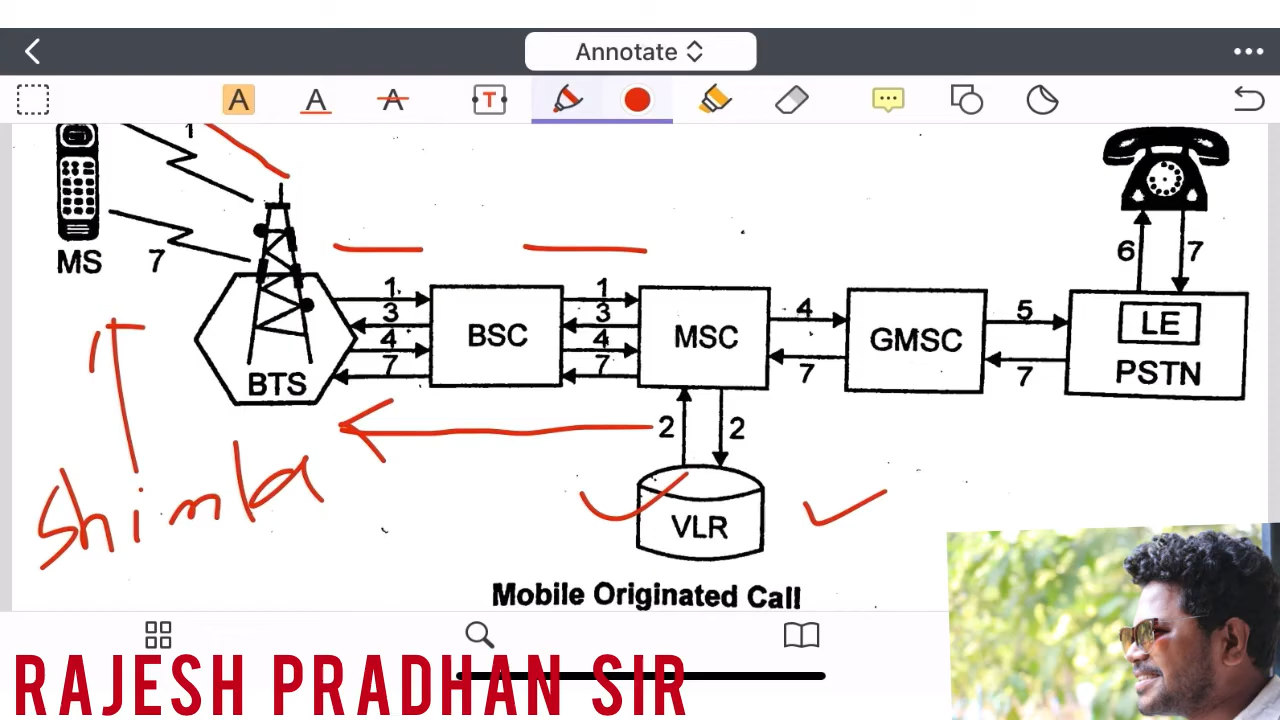 Annotate
A A A T
1
MS 7
6 7
1 1
3 3 4 5 LE
BSC MSC GMSC
4 4 PSTN
7 7 7 7
BTS
2 2
Shimla
VLR
Mobile Originated Call
RAJESH PRADHAN SIR